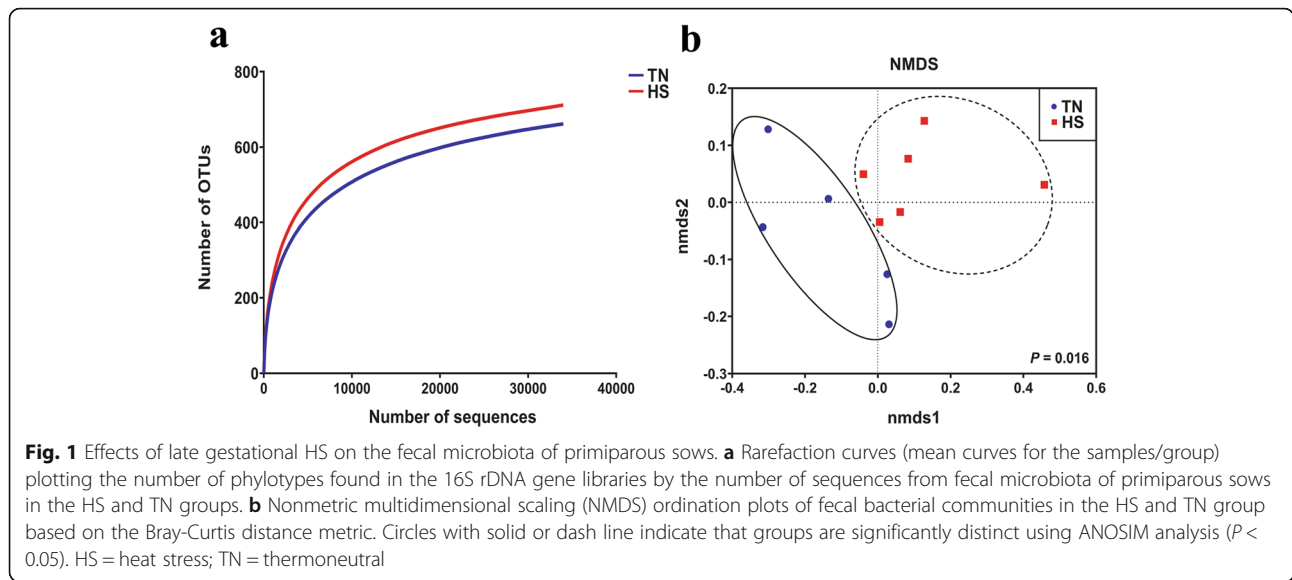 a
800
600
400
200
0
0
10000
20000
30000
40000
Number of OTUs
Number of sequences
TN
HS
b
NMDS
TN
HS
0.2
0.1
0.0
-0.1
-0.2
-0.3
-0.4
-0.2
0.0
0.2
0.4
0.6
nmds2
nmds1
P = 0.016
Fig. 1 Effects of late gestational HS on the fecal microbiota of primiparous sows. a Rarefaction curves (mean curves for the samples/group)
plotting the number of phylotypes found in the 16S rDNA gene libraries by the number of sequences from fecal microbiota of primiparous sows
in the HS and TN groups. b Nonmetric multidimensional scaling (NMDS) ordination plots of fecal bacterial communities in the HS and TN group
based on the Bray-Curtis distance metric. Circles with solid or dash line indicate that groups are significantly distinct using ANOSIM analysis (P <
0.05). HS = heat stress; TN = thermoneutral